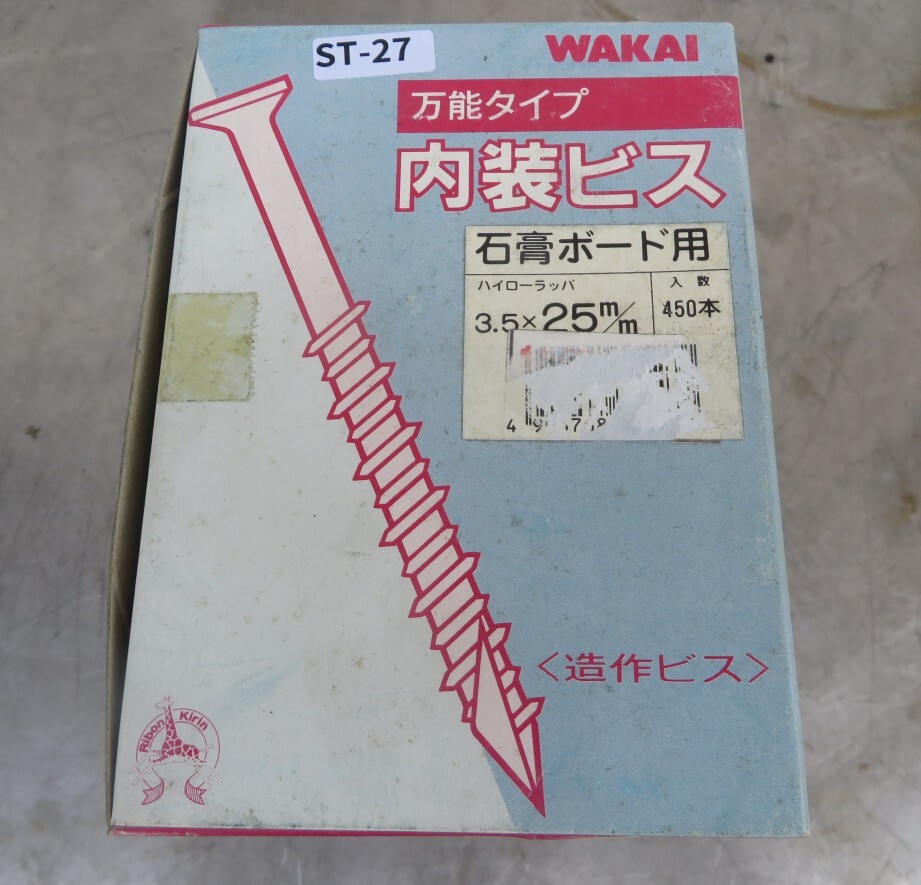 ST-27
WAKAI
万能タイプ
内装ビス
石膏ボード用
ハイローラッパ
入数
3.5×25m/m
450本
〈造作ビス〉
Ribon Kirin